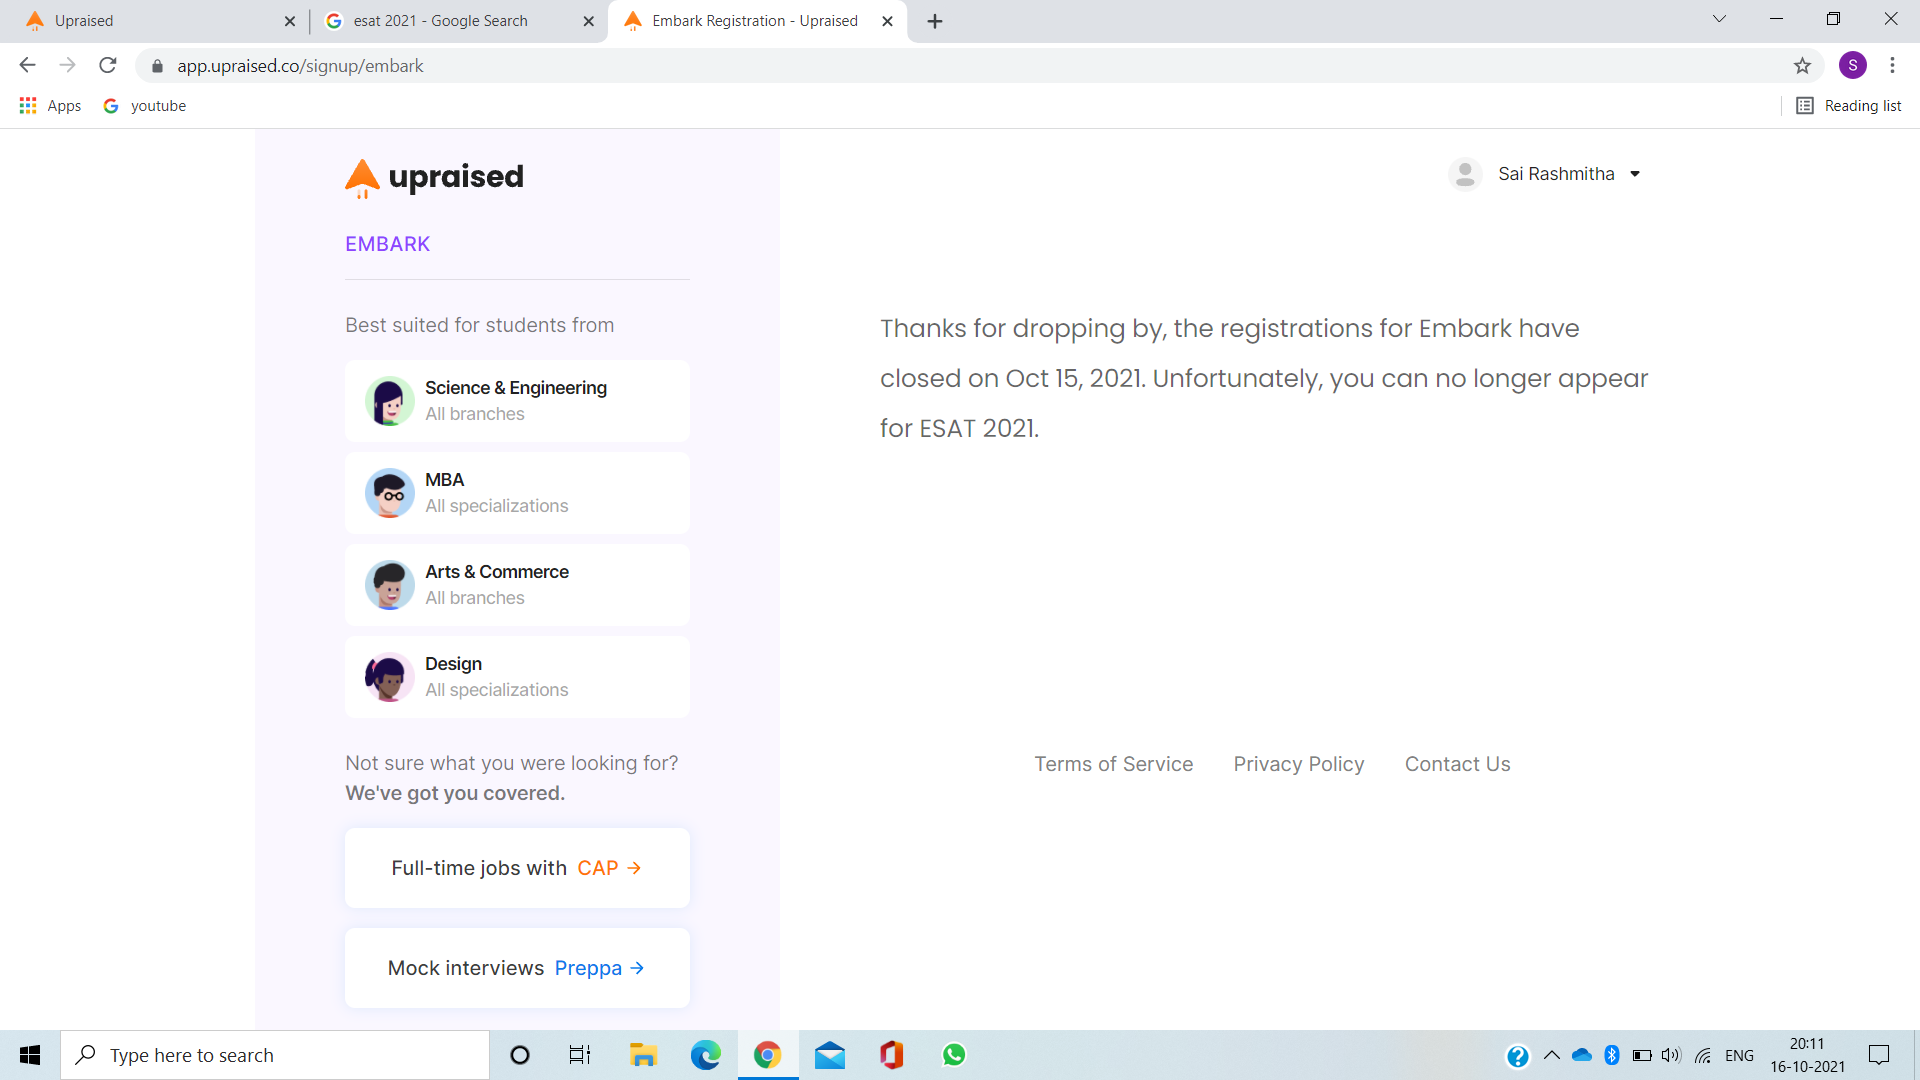 Upraised
esat 2021 - Google Search
Embark Registration - Upraised
app.upraised.co/signup/embark
S
Apps
youtube
Reading list
upraised
Sai Rashmitha
EMBARK
Best suited for students from
Science & Engineering
All branches
MBA
All specializations
Arts & Commerce
All branches
Design
All specializations
Not sure what you were looking for?
We've got you covered.
Full-time jobs with CAP →
Mock interviews Preppa →
Thanks for dropping by, the registrations for Embark have
closed on Oct 15, 2021. Unfortunately, you can no longer appear
for ESAT 2021.
Terms of Service
Privacy Policy
Contact Us
Type here to search
ENG
20:11
16-10-2021